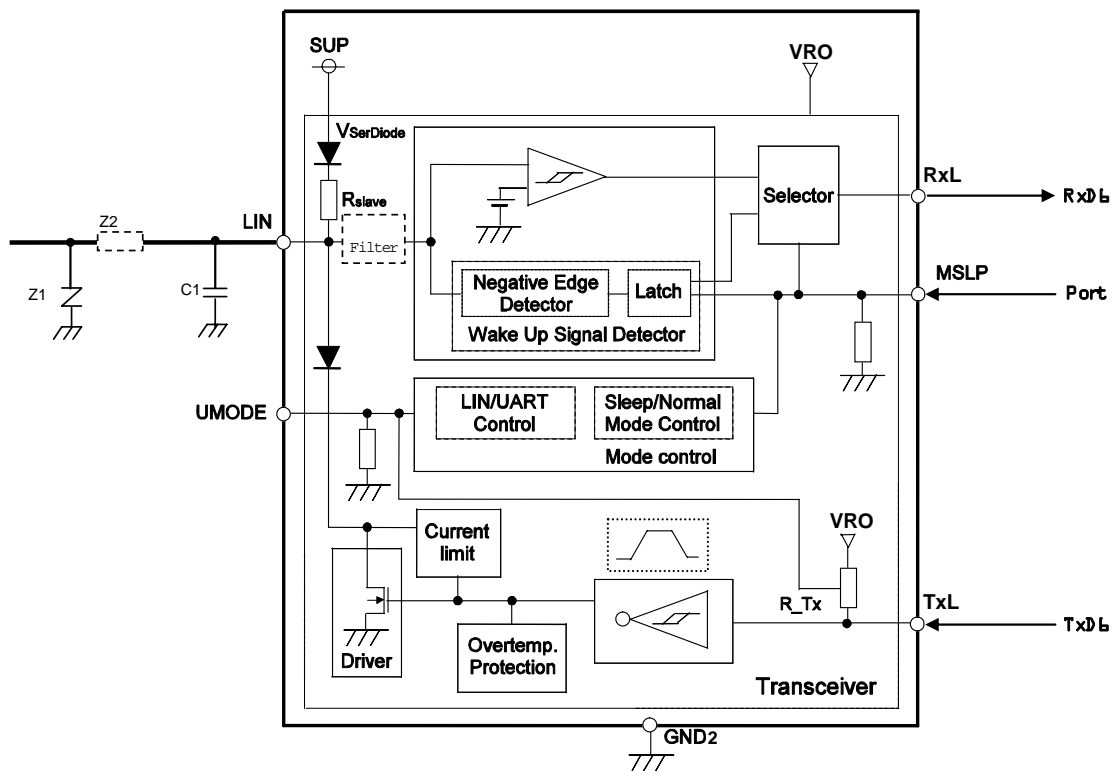 SUP
VRO
VSerDiode
Rslave
Selector
RxL
RxD6
Z2
LIN
Filter
Z1
C1
Negative Edge
Detector
Latch
Wake Up Signal Detector
MSLP
Port
UMODE
LIN/UART
Control
Sleep/Normal
Mode Control
Mode control
Current
limit
VRO
R_Tx
TxL
TxD6
Driver
Overtemp.
Protection
Transceiver
GND2